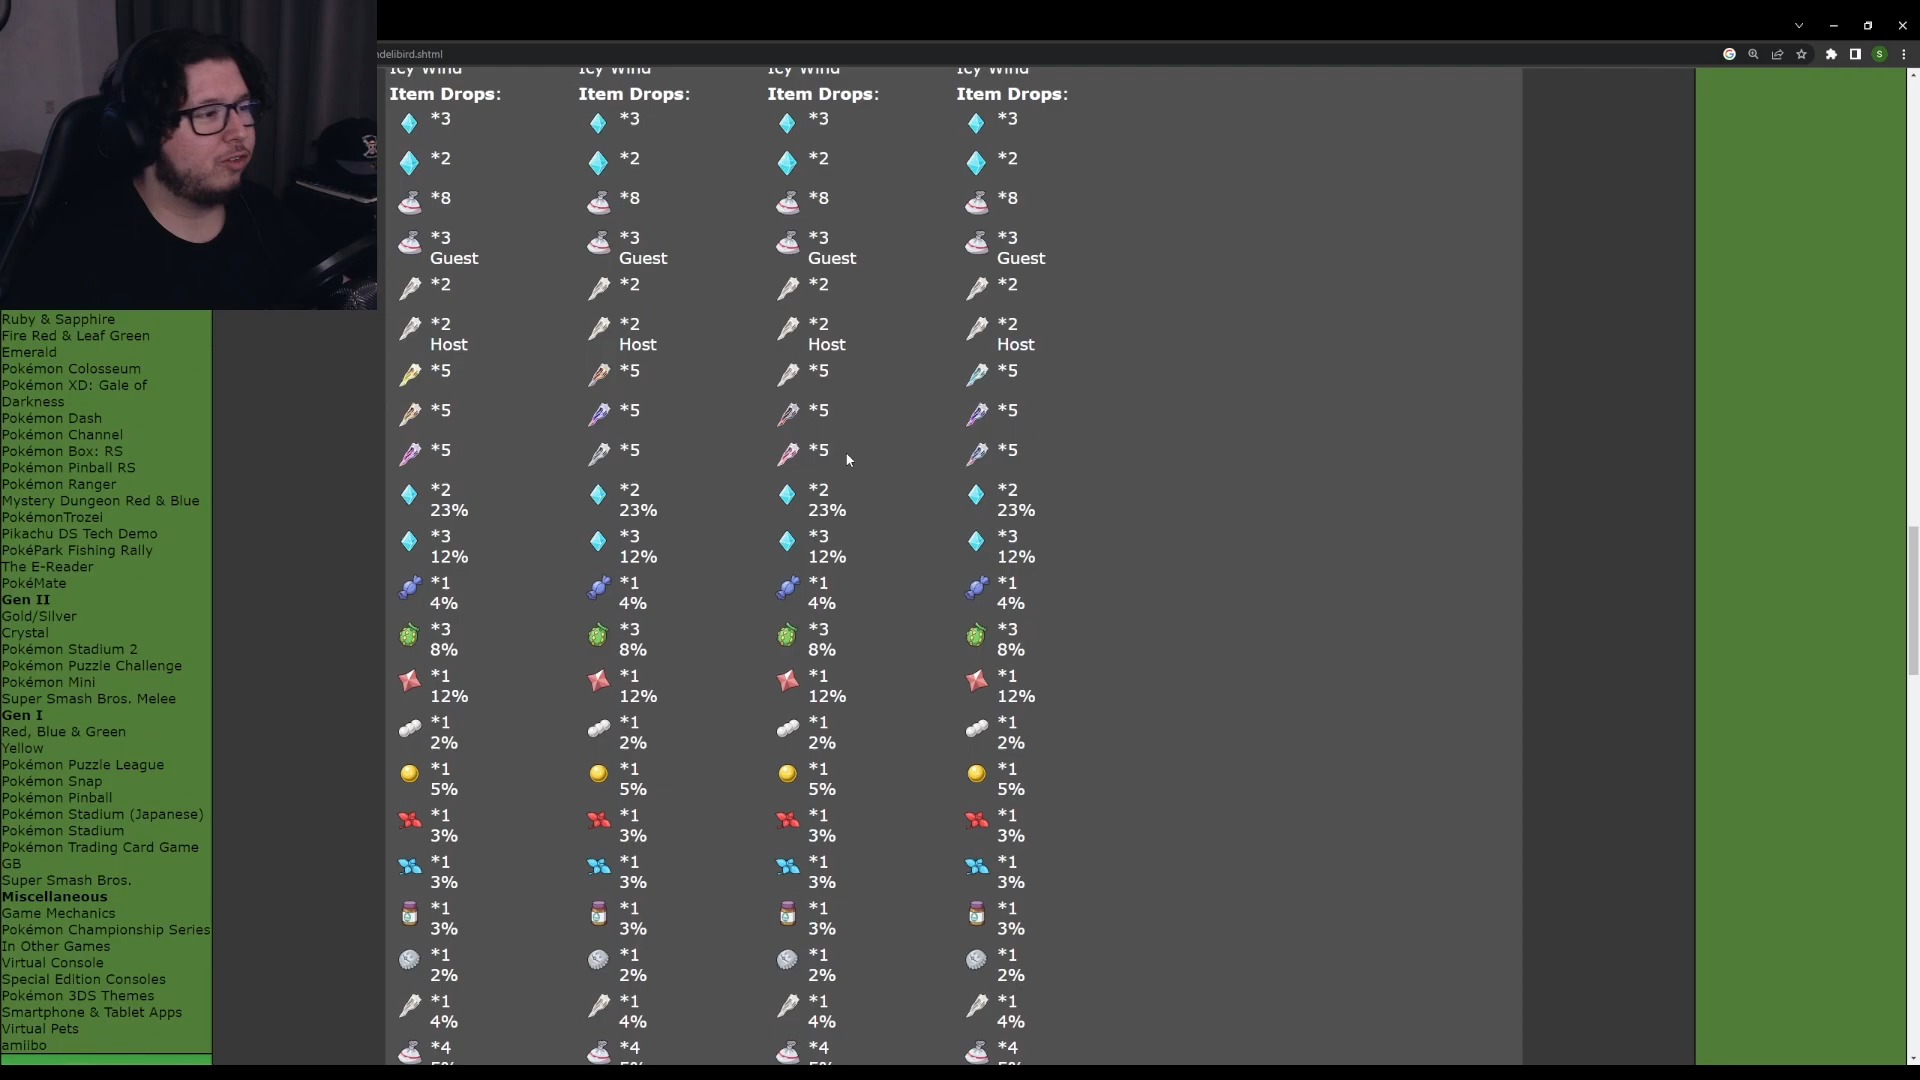 ndelibird.shtml
S
Icy Wind Icy Wind Icy Wind Icy Wind
Item Drops: Item Drops: Item Drops: Item Drops:
*3 *3 *3 *3
*2 *2 *2 *2
*8 *8 *8 *8
*3 *3 *3 *3
Guest Guest Guest Guest
*2 *2 *2 *2
*2 *2 *2 *2
Host Host Host Host
*5 *5 *5 *5
*5 *5 *5 *5
*5 *5 *5 *5
*2 *2 *2 *2
23% 23% 23% 23%
*3 *3 *3 *3
12% 12% 12% 12%
*1 *1 *1 *1
4% 4% 4% 4%
*3 *3 *3 *3
8% 8% 8% 8%
*1 *1 *1 *1
12% 12% 12% 12%
*1 *1 *1 *1
2% 2% 2% 2%
*1 *1 *1 *1
5% 5% 5% 5%
*1 *1 *1 *1
3% 3% 3% 3%
*1 *1 *1 *1
3% 3% 3% 3%
*1 *1 *1 *1
3% 3% 3% 3%
*1 *1 *1 *1
2% 2% 2% 2%
*1 *1 *1 *1
4% 4% 4% 4%
*4 *4 *4 *4
Ruby & Sapphire
Fire Red & Leaf Green
Emerald
Pokémon Colosseum
Pokémon XD: Gale of
Darkness
Pokémon Dash
Pokémon Channel
Pokémon Box: RS
Pokémon Pinball RS
Pokémon Ranger
Mystery Dungeon Red & Blue
PokémonTrozei
Pikachu DS Tech Demo
PokéPark Fishing Rally
The E-Reader
PokéMate
Gen II
Gold/Silver
Crystal
Pokémon Stadium 2
Pokémon Puzzle Challenge
Pokémon Mini
Super Smash Bros. Melee
Gen I
Red, Blue & Green
Yellow
Pokémon Puzzle League
Pokémon Snap
Pokémon Pinball
Pokémon Stadium (Japanese)
Pokémon Stadium
Pokémon Trading Card Game
GB
Super Smash Bros.
Miscellaneous
Game Mechanics
Pokémon Championship Series
In Other Games
Virtual Console
Special Edition Consoles
Pokémon 3DS Themes
Smartphone & Tablet Apps
Virtual Pets
amiibo